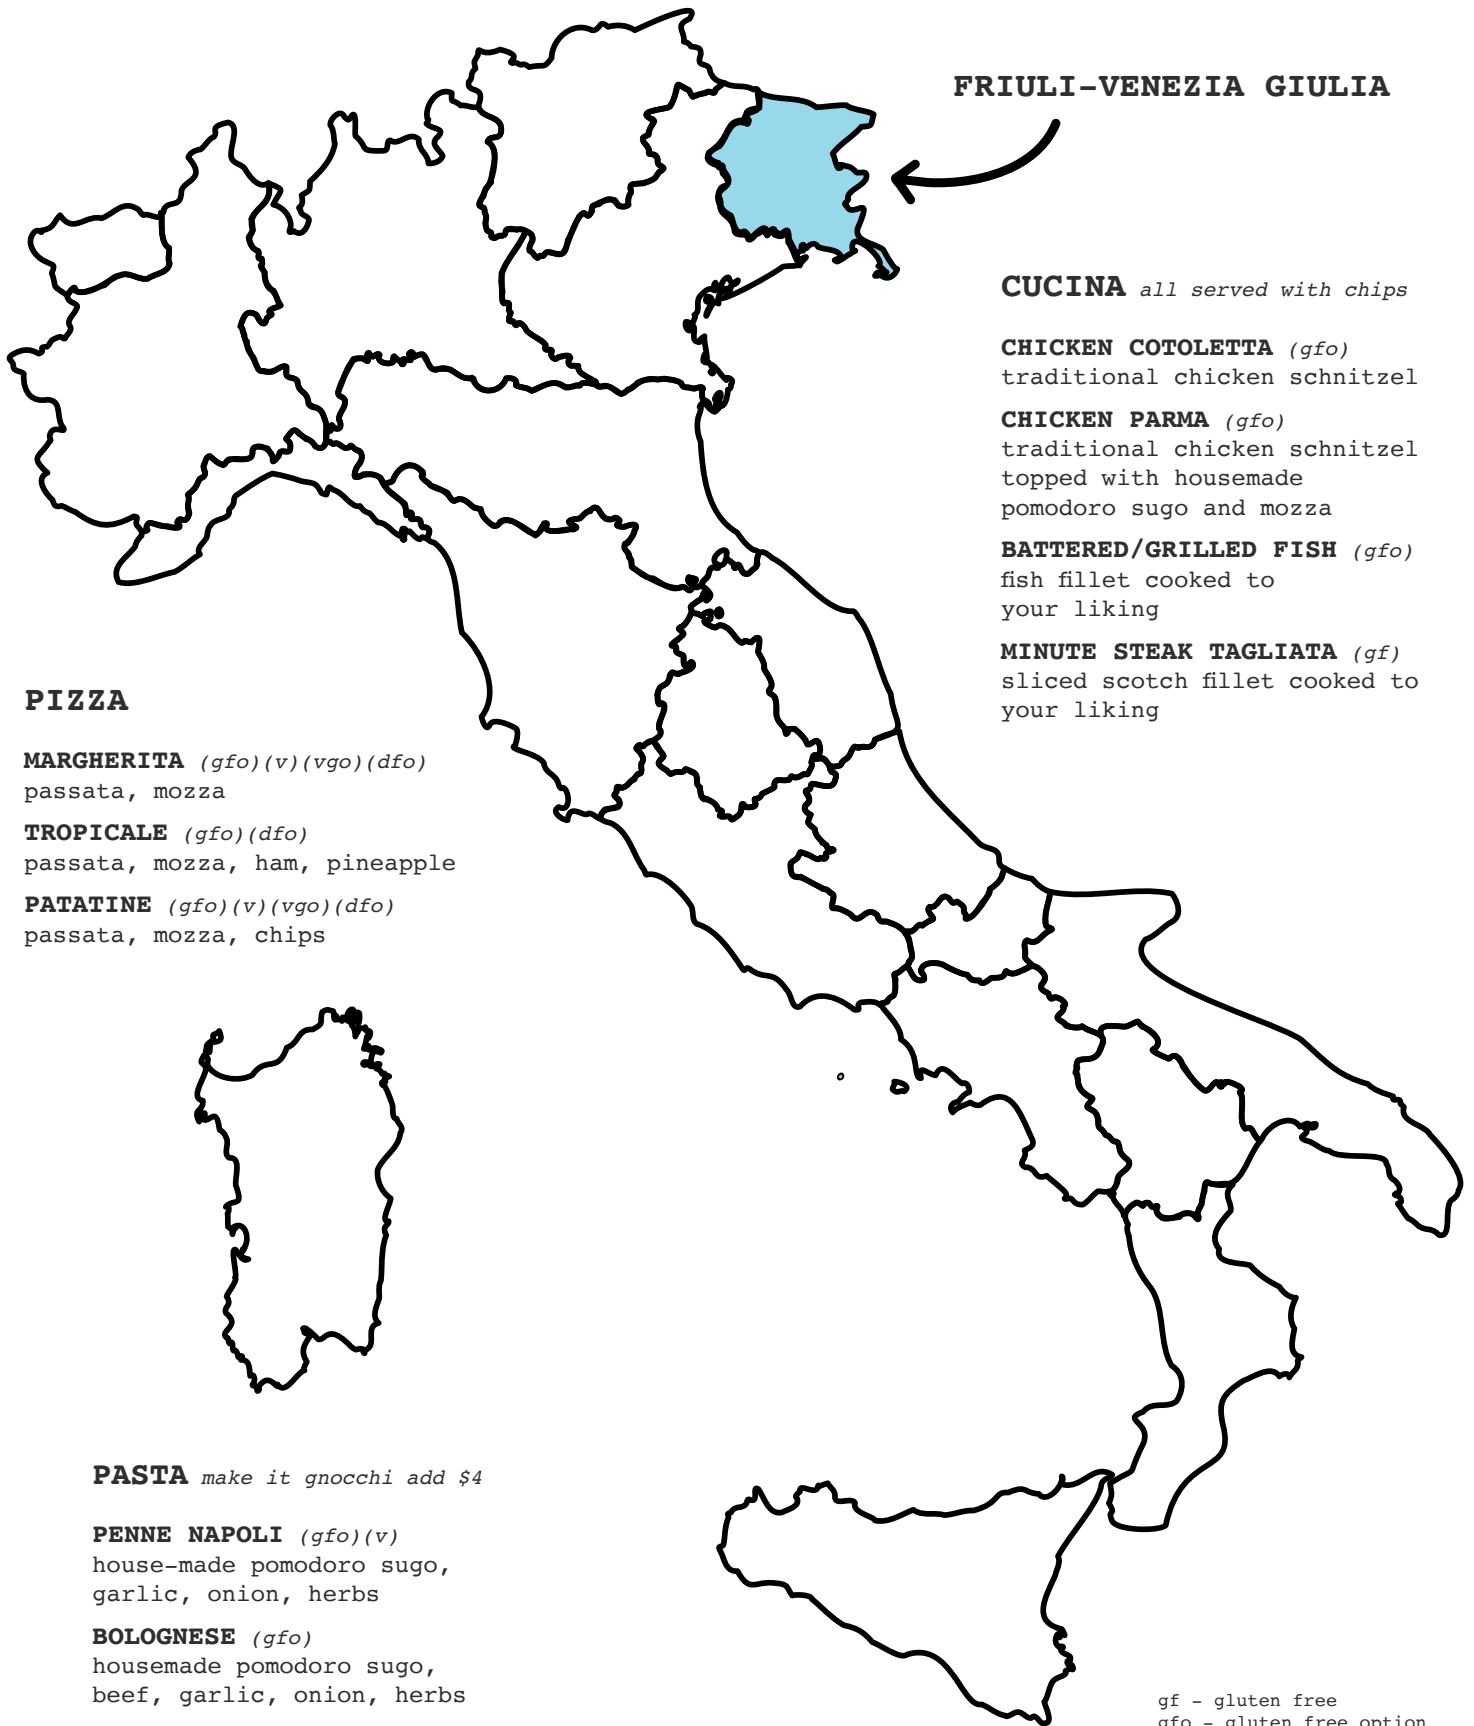 FRIULI-VENEZIA GIULIA
CUCINA all served with chips
CHICKEN COTOLETTA (gfo)
traditional chicken schnitzel
CHICKEN PARMA (gfo)
traditional chicken schnitzel
topped with housemade
pomodoro sugo and mozza
BATTERED/GRILLED FISH (gfo)
fish fillet cooked to
your liking
MINUTE STEAK TAGLIATA (gf)
sliced scotch fillet cooked to
your liking
PIZZA
MARGHERITA (gfo)(v)(vgo)(dfo)
passata, mozza
TROPICALE (gfo)(dfo)
passata, mozza, ham, pineapple
PATATINE (gfo)(v)(vgo)(dfo)
passata, mozza, chips
PASTA make it gnocchi add $4
PENNE NAPOLI (gfo)(v)
house-made pomodoro sugo,
garlic, onion, herbs
BOLOGNESE (gfo)
housemade pomodoro sugo,
beef, garlic, onion, herbs
gf - gluten free
gfo - gluten free option